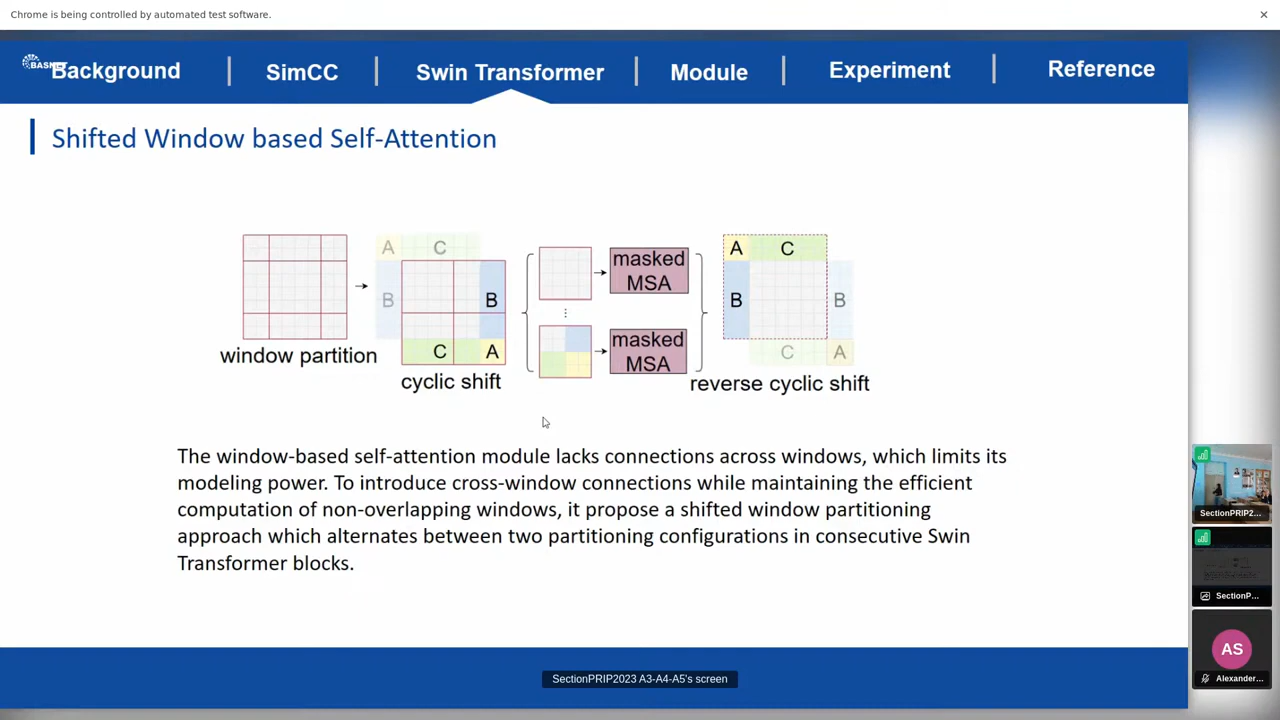 Chrome is being controlled by automated test software.
BASNET
Background | SimCC | Swin Transformer | Module | Experiment | Reference
Shifted Window based Self-Attention
A C
B
B
C A
window partition
cyclic shift
masked
MSA
masked
MSA
A C
B
B
C A
reverse cyclic shift
The window-based self-attention module lacks connections across windows, which limits its
modeling power. To introduce cross-window connections while maintaining the efficient
computation of non-overlapping windows, it propose a shifted window partitioning
approach which alternates between two partitioning configurations in consecutive Swin
Transformer blocks.
SectionPRIP2...
SectionP...
AS
Alexander...
SectionPRIP2023 A3-A4-A5's screen